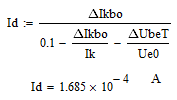 Id := ΔIkbo / (0.1 - ΔIkbo/Ik - ΔUbeT/Ue0)
Id = 1.685 × 10^-4 A